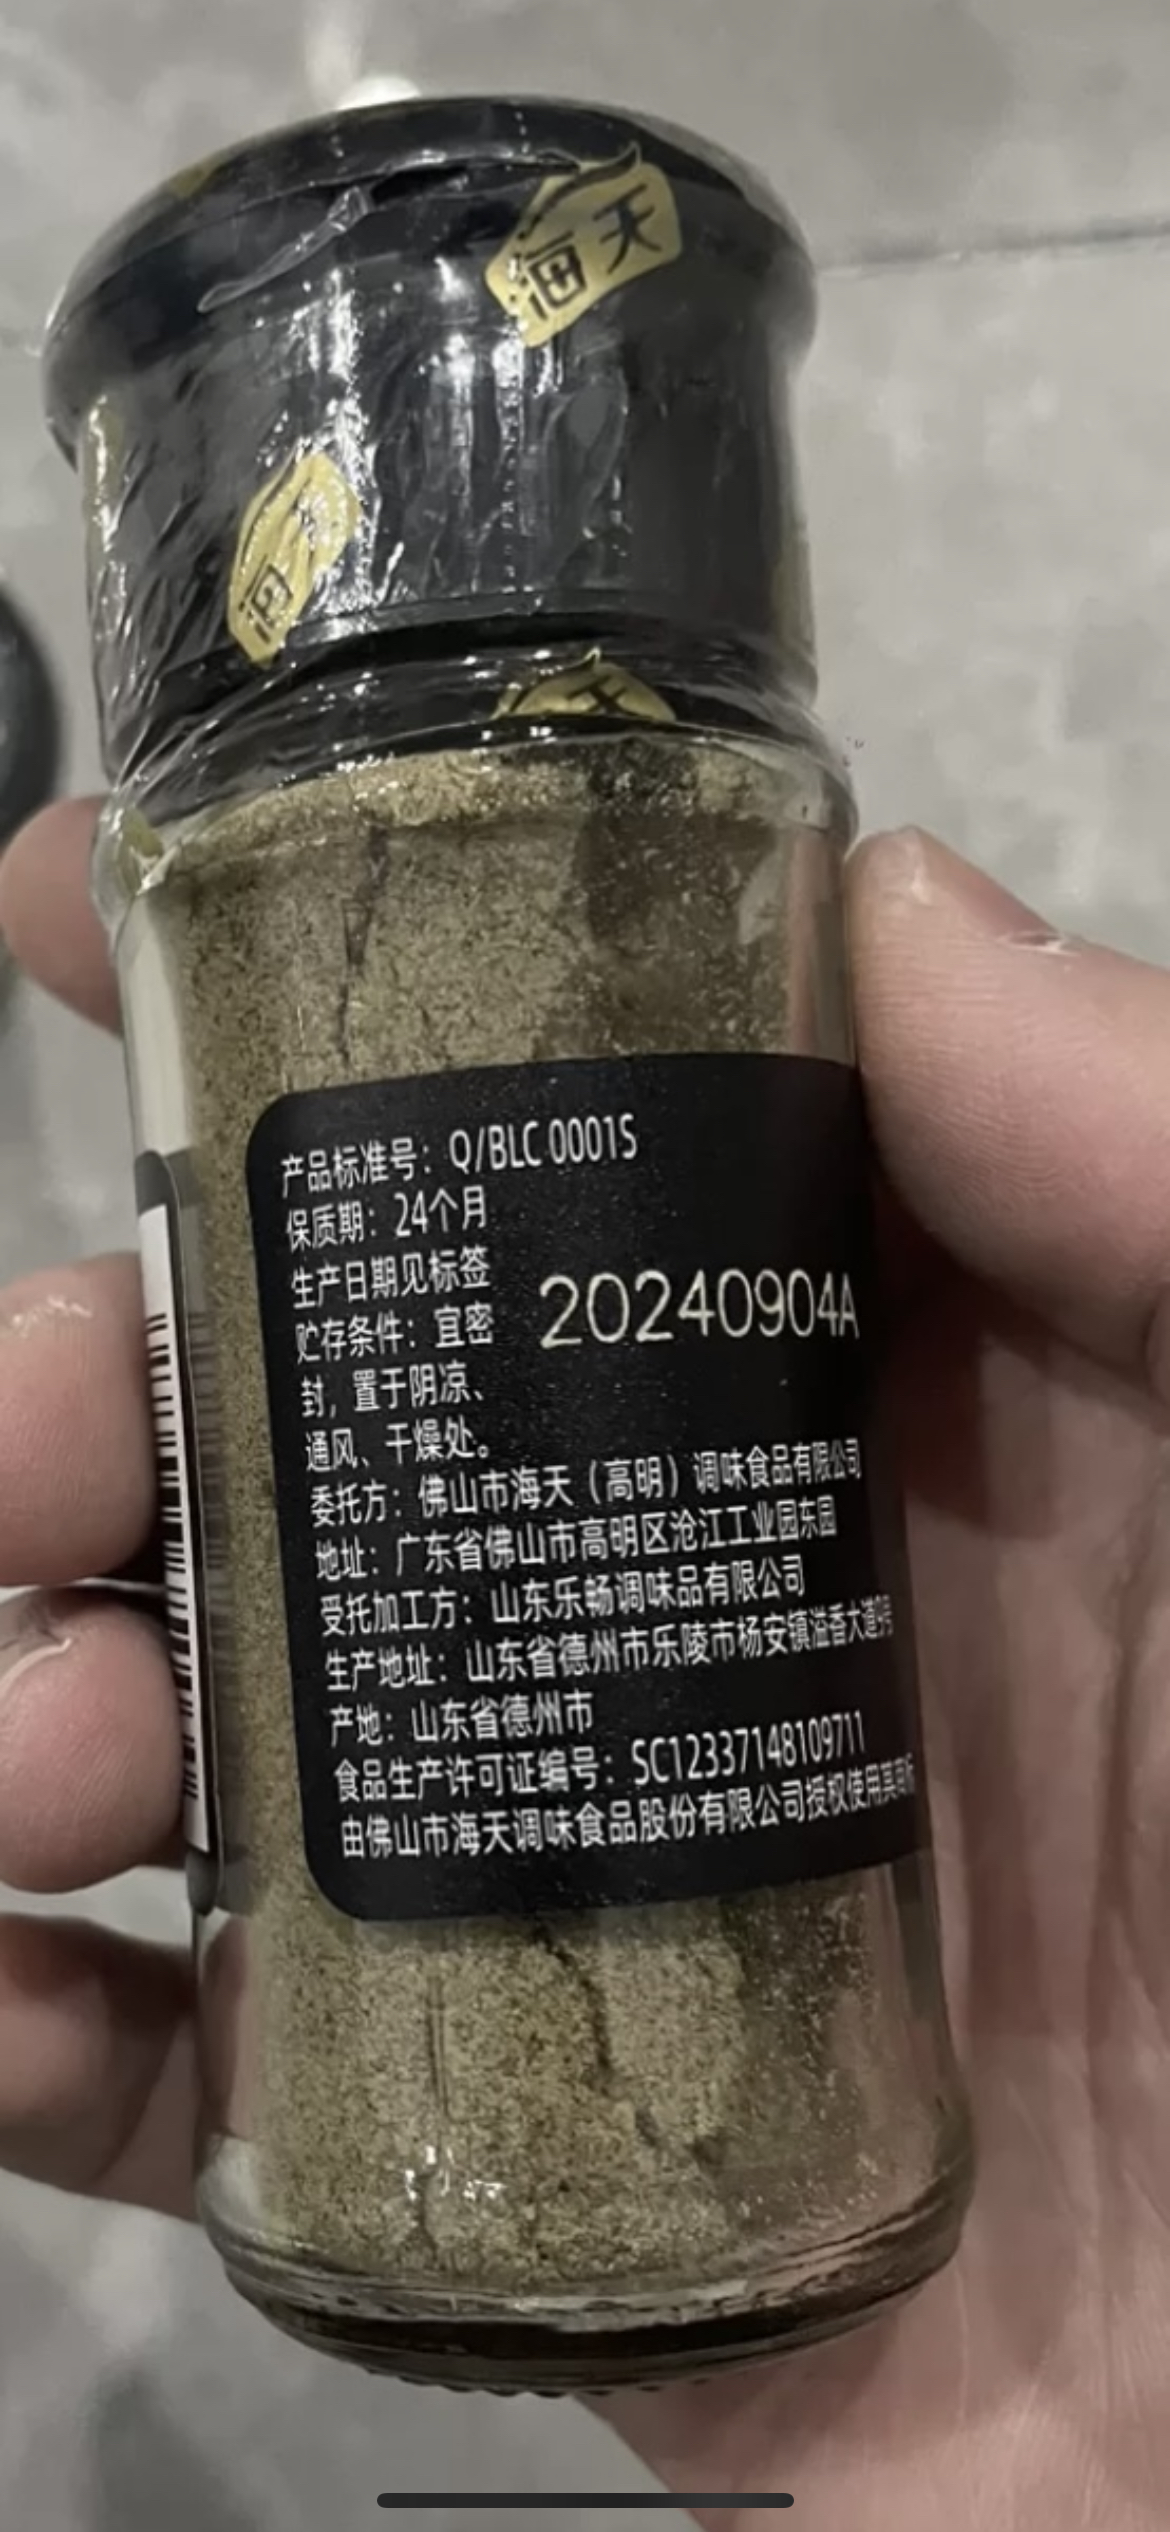 海天
海
天
产品标准号：Q/BLC 0001S
保质期：24个月
生产日期见标签
贮存条件：宜密
封，置于阴凉、
通风、干燥处。
20240904A
委托方：佛山市海天（高明）调味食品有限公司
地址：广东省佛山市高明区沧江工业园东园
受托加工方：山东乐畅调味品有限公司
生产地址：山东省德州市乐陵市杨安镇溢香大道9号
产地：山东省德州市
食品生产许可证编号：SC12337148109711
由佛山市海天调味食品股份有限公司授权使用其商标